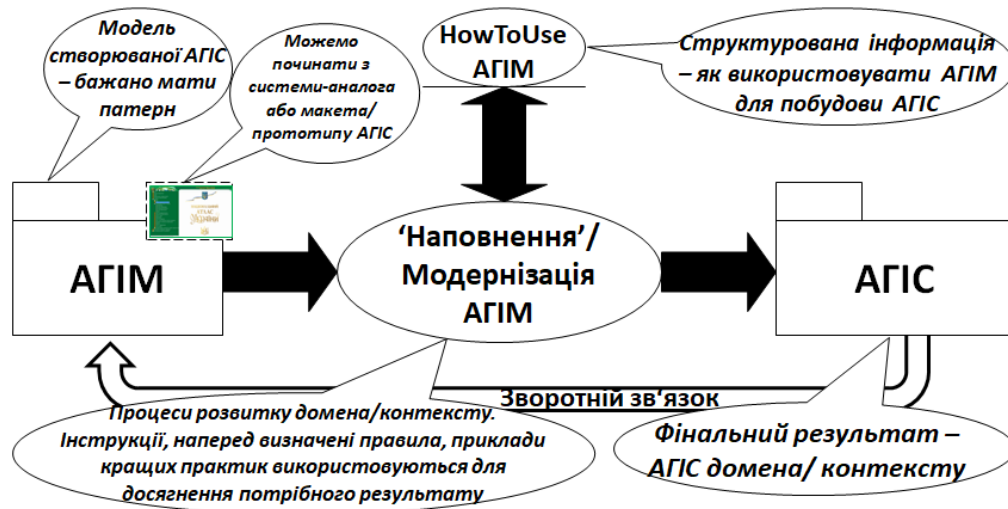 Модель
створюваної АГІС
– бажано мати
патерн
Можемо
починати з
системи-аналога
або макета/
прототипу АГІС
HowToUse
АГІМ
Структурована інформація
– як використовувати АГІМ
для побудови АГІС
АГІМ
‘Наповнення’/
Модернізація
АГІМ
АГІС
Зворотній зв‘язок
Процеси розвитку домена/контексту.
Інструкції, наперед визначені правила, приклади
кращих практик використовуються для
досягнення потрібного результату
Фінальний результат –
АГІС домена/ контексту